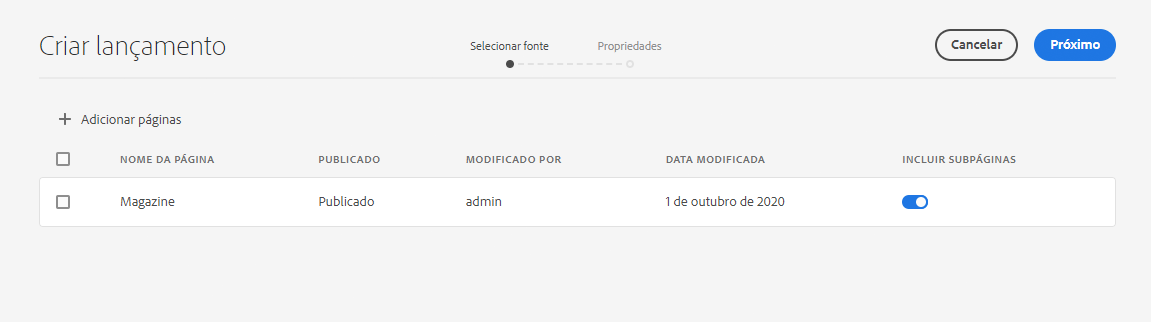 Criar lançamento
Selecionar fonte
Propriedades
Cancelar
Próximo
Adicionar páginas
NOME DA PÁGINA PUBLICADO MODIFICADO POR DATA MODIFICADA INCLUIR SUBPÁGINAS
Magazine Publicado admin 1 de outubro de 2020